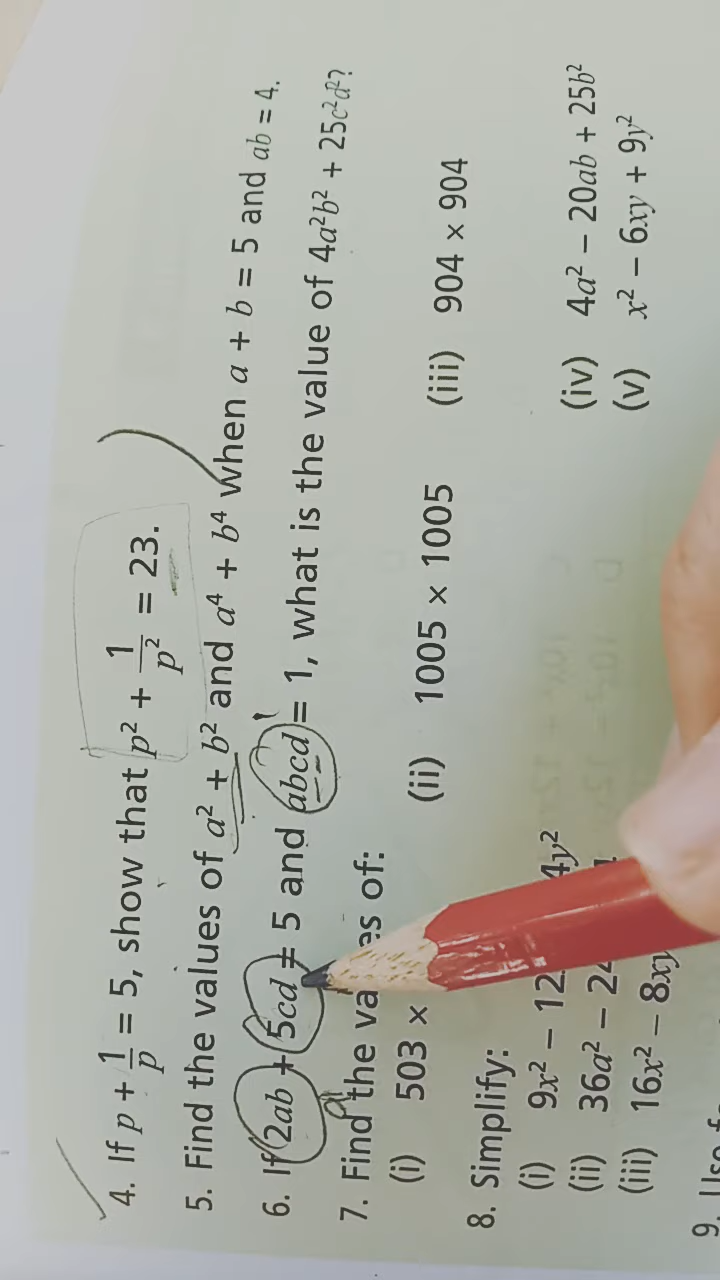 4. If p + 1/p = 5, show that p² + 1/p² = 23.
5. Find the values of a² + b² and a⁴ + b⁴ when a + b = 5 and ab = 4.
6. If 2ab + 5cd = 5 and abcd = 1, what is the value of 4a²b² + 25c²d²?
7. Find the of:
(i) 503 × (ii) 1005 × 1005 (iii) 904 × 904
8. Simplify:
(i) 9x² – 12 4y² (iv) 4a² – 20ab + 25b²
(ii) 36a² – 24 (v) x² – 6xy + 9y²
(iii) 16x² – 8xy
9.